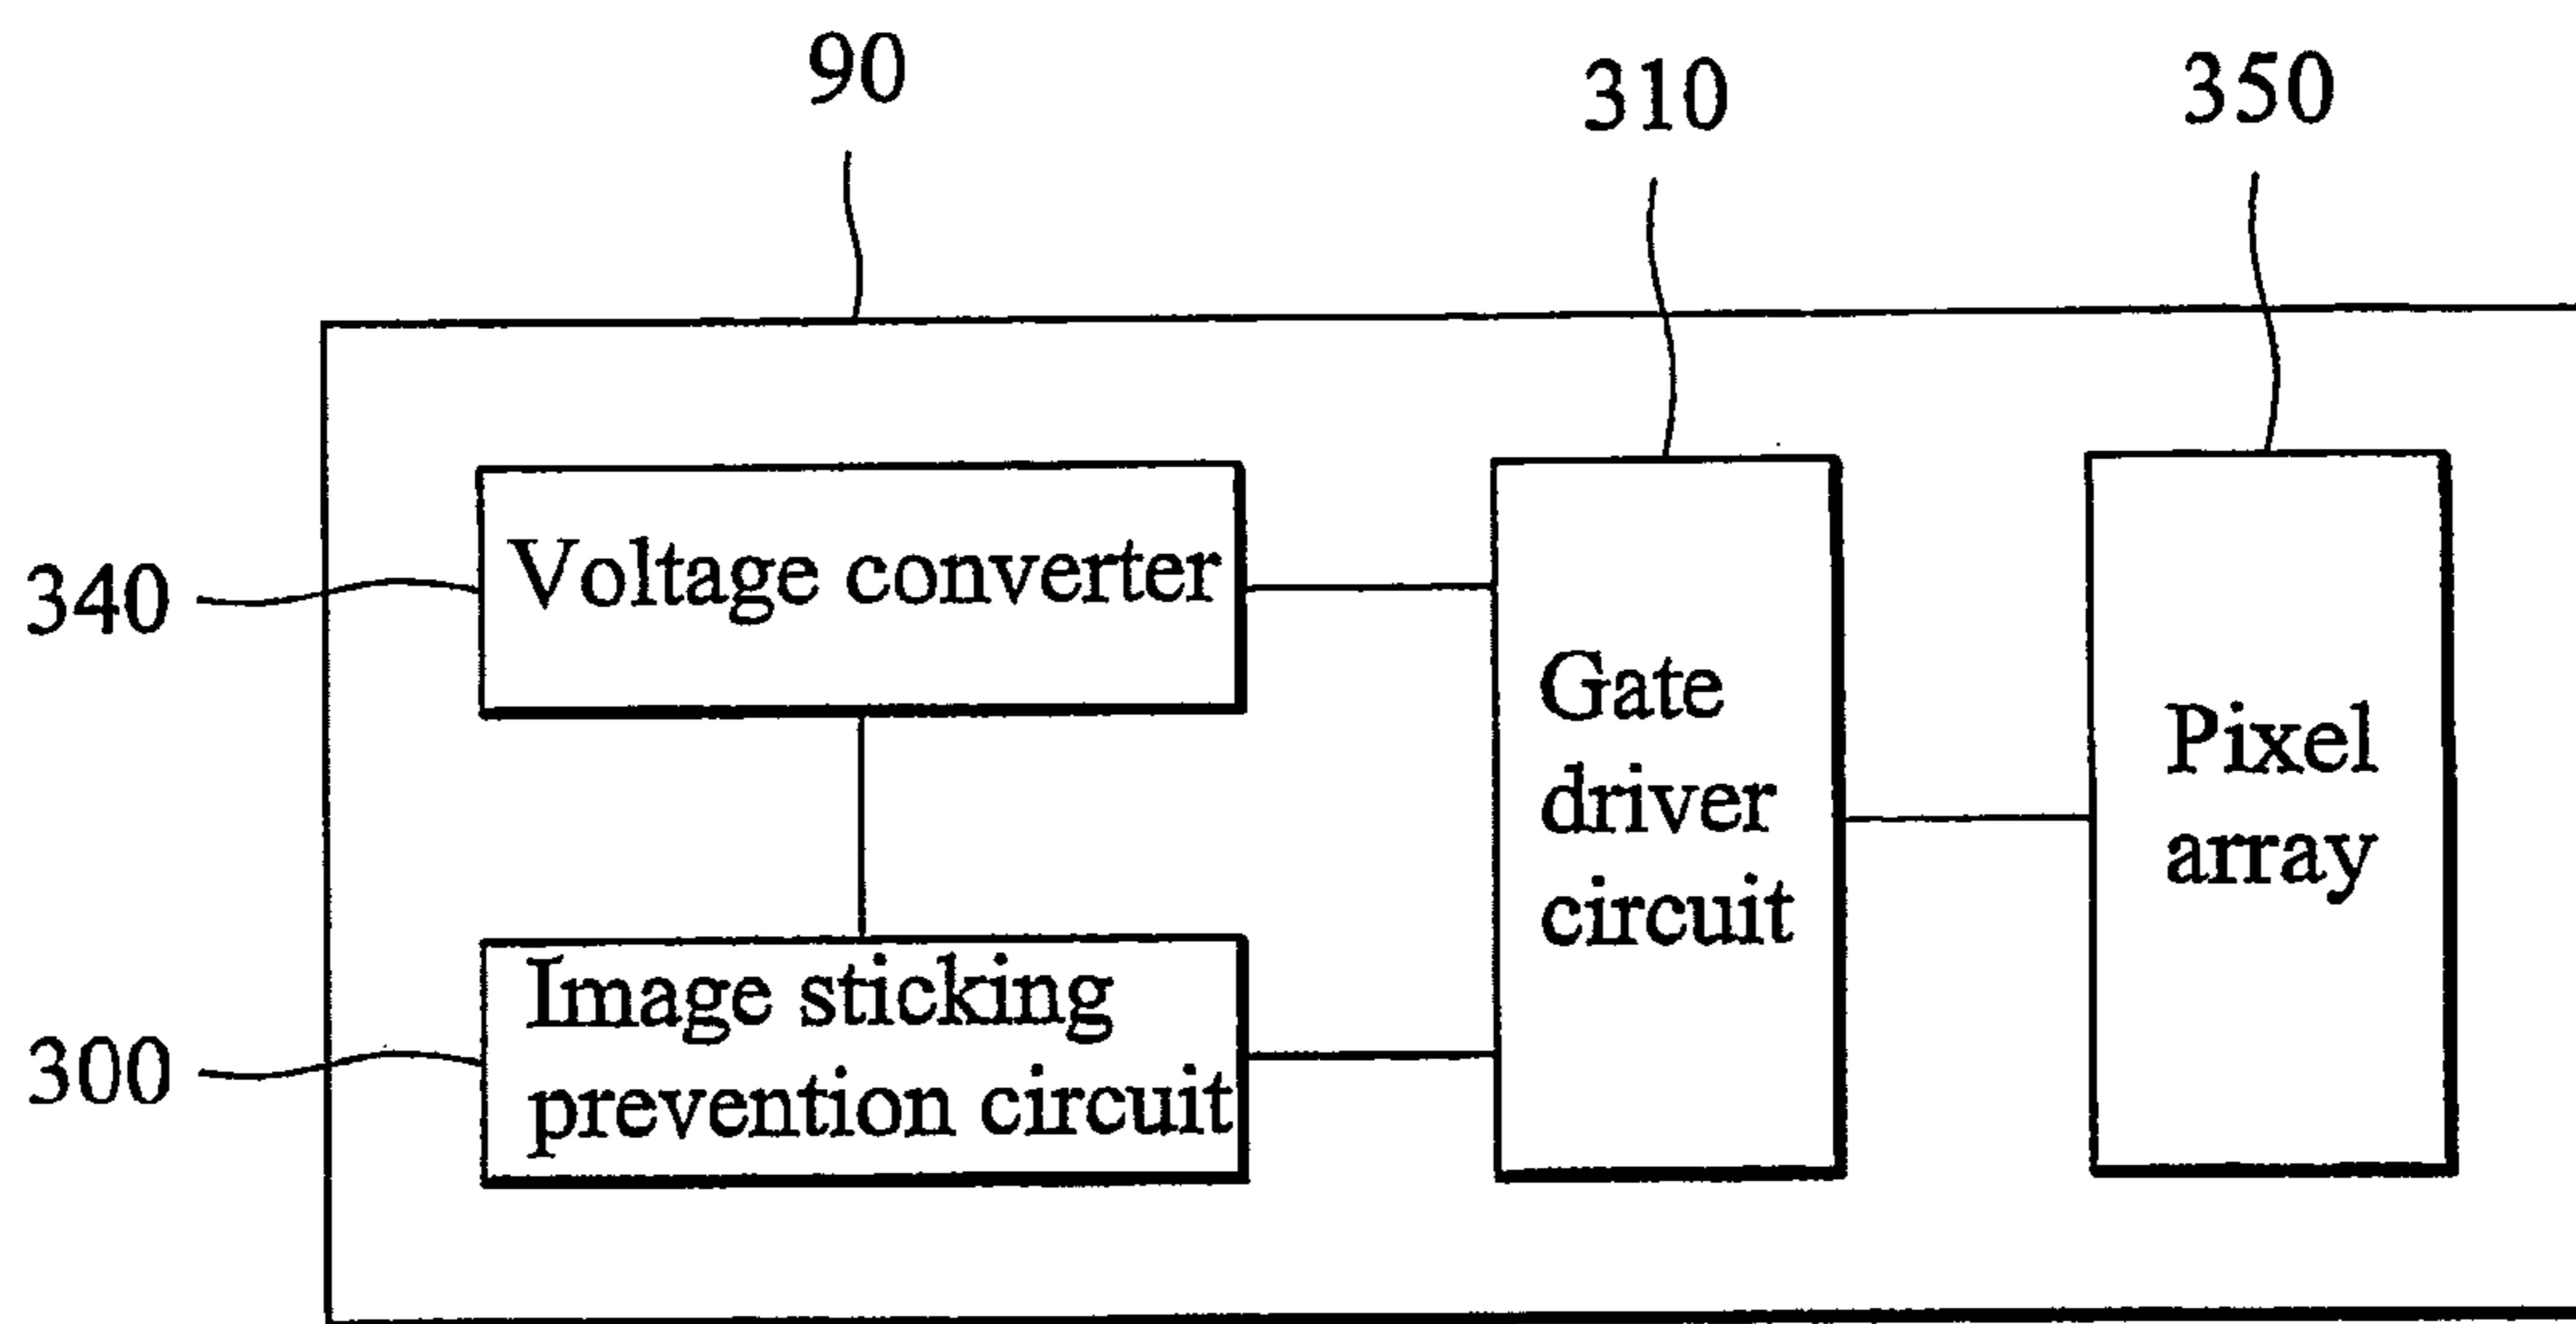 90
310
350
340
Voltage converter
Gate
driver
circuit
Pixel
array
300
Image sticking
prevention circuit